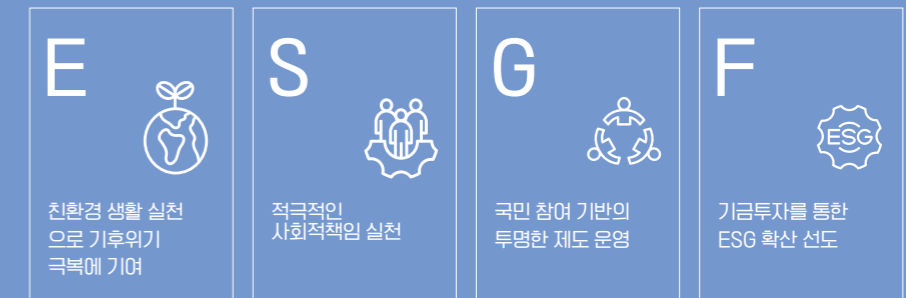 E
친환경 생활 실천
으로 기후위기
극복에 기여
S
적극적인
사회적책임 실천
G
국민 참여 기반의
투명한 제도 운영
F
ESG
기금투자를 통한
ESG 확산 선도